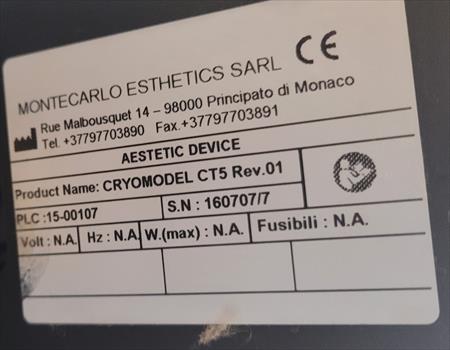 MONTECARLO ESTHETICS SARL CE
Rue Malbousquet 14 – 98000 Principato di Monaco
Tel. +37797703890 Fax.+37797703891
AESTETIC DEVICE
Product Name: CRYOMODEL CT5 Rev.01
PLC :15-00107 S.N : 160707/7
Volt : N.A. Hz : N.A. W.(max) : N.A. Fusibili : N.A.